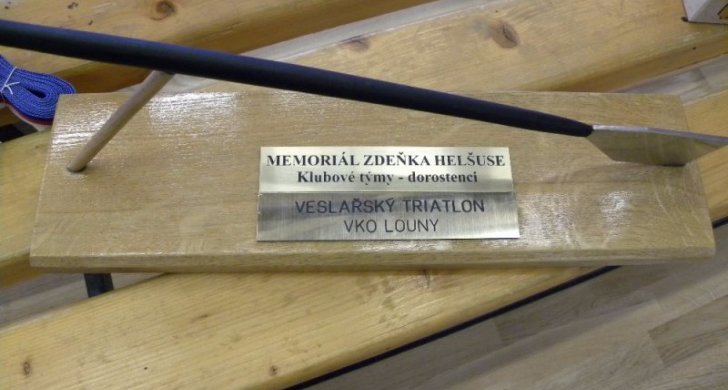 MEMORIÁL ZDEŇKA HELŠUSE
Klubové týmy - dorostenci
VESLAŘSKÝ TRIATLON
VKO LOUNY